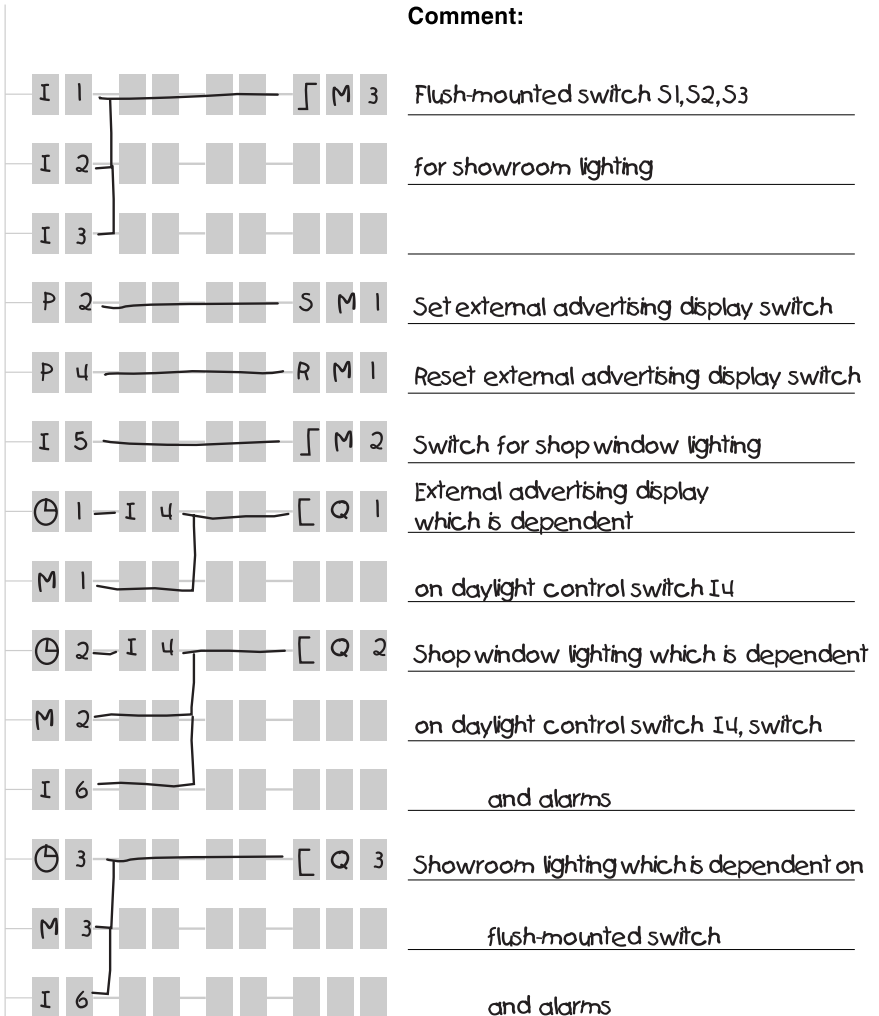 Comment:
I 1 ʃ M 3 Flush-mounted switch S1,S2,S3
I 2 for showroom lighting
I 3
P 2 S M 1 Set external advertising display switch
P 4 R M 1 Reset external advertising display switch
I 5 ʃ M 2 Switch for shop window lighting
External advertising display
1 I 4 [ Q 1 which is dependent
M 1 on daylight control switch I4
2 I 4 [ Q 2 Shop window lighting which is dependent
M 2 on daylight control switch I4, switch
I 6 and alarms
3 [ Q 3 Showroom lighting which is dependent on
M 3 flush-mounted switch
I 6 and alarms